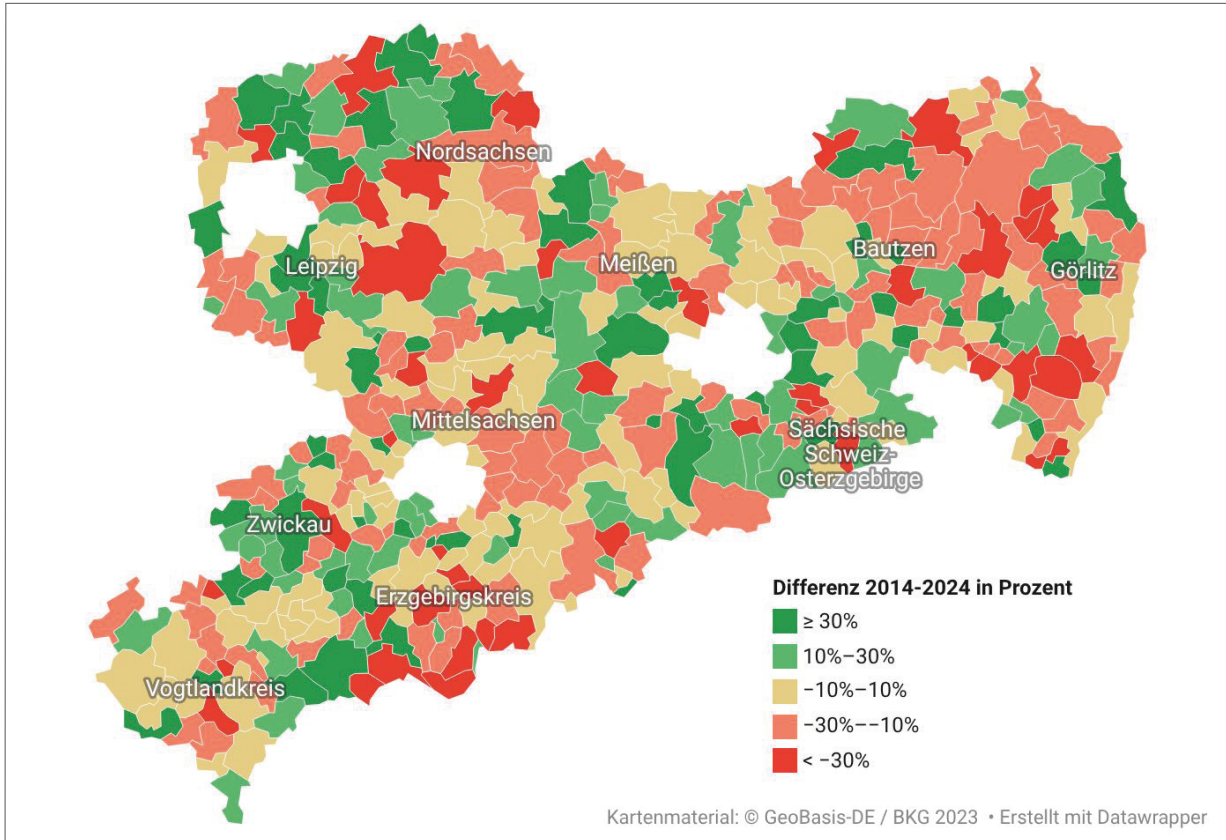 Nordsachsen
Leipzig
Meißen
Bautzen
Görlitz
Mittelsachsen
Sächsische
Schweiz-
Osterzgebirge
Zwickau
Erzgebirgskreis
Vogtlandkreis
Differenz 2014-2024 in Prozent
≥ 30%
10%–30%
−10%–10%
−30%–−10%
< −30%
Kartenmaterial: © GeoBasis-DE / BKG 2023 • Erstellt mit Datawrapper